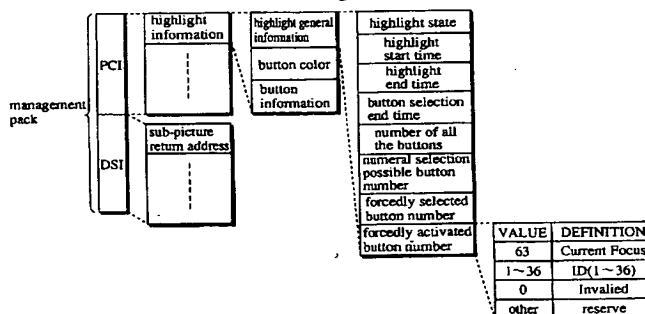 management
pack
PCI
DSI
highlight
information
sub-picture
return address
highlight general
information
button color
button
information
highlight state
highlight
start time
highlight
end time
button selection
end time
number of all
the buttons
numeral selection
possible button
number
forcedly selected
button number
forcedly activated
button number
VALUE DEFINITION
63 Current Focus
1~36 ID(1~36)
0 Invalied
other reserve